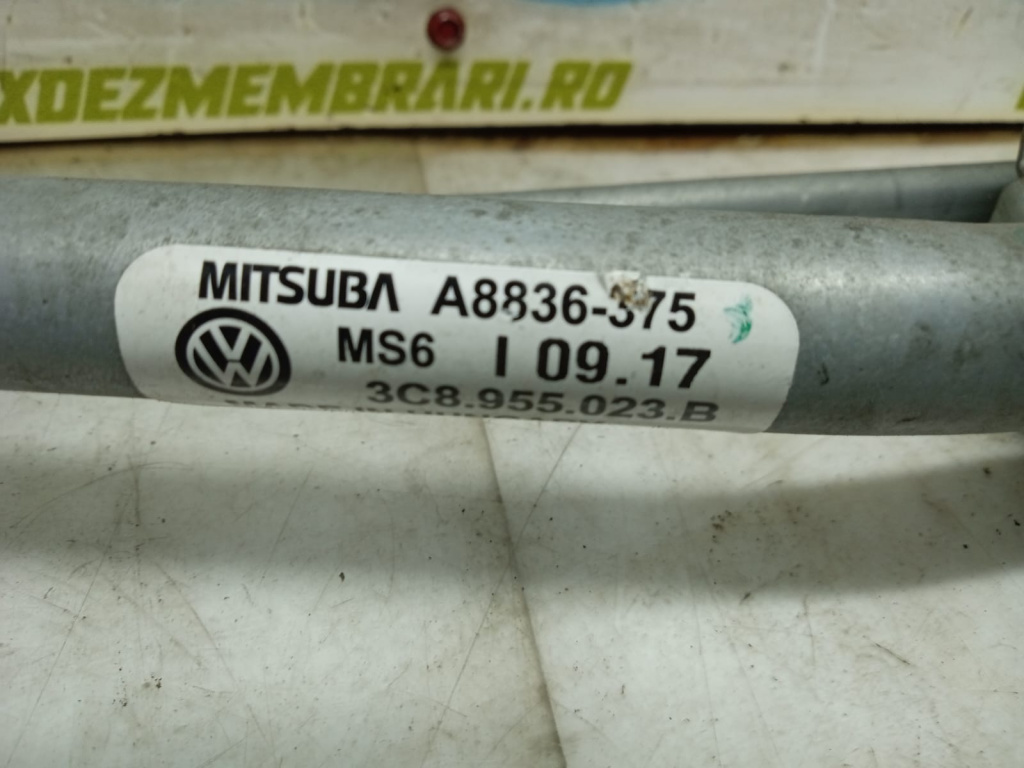 XDEZMEMBRARI.RO
MITSUBA A8836-375
MS6 I 09.17
3C8.955.023.B